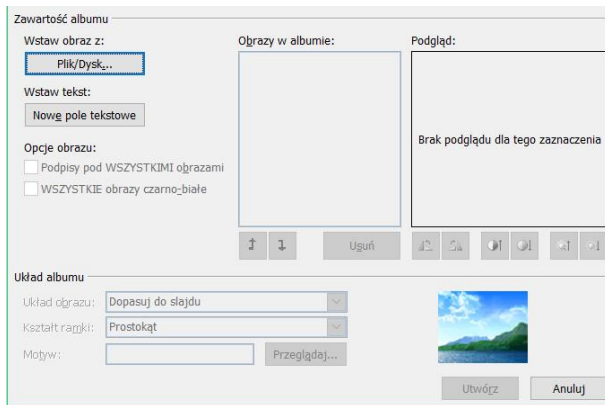 Zawartość albumu
Wstaw obraz z:
Plik/Dysk...
Wstaw tekst:
Nowe pole tekstowe
Opcje obrazu:
Podpisy pod WSZYSTKIMI obrazami
WSZYSTKIE obrazy czarno-białe
Obrazy w albumie:
Usuń
Podgląd:
Brak podglądu dla tego zaznaczenia
Układ albumu
Układ obrazu: Dopasuj do slajdu
Kształt ramki: Prostokąt
Motyw: Przeglądaj...
Utwórz Anuluj